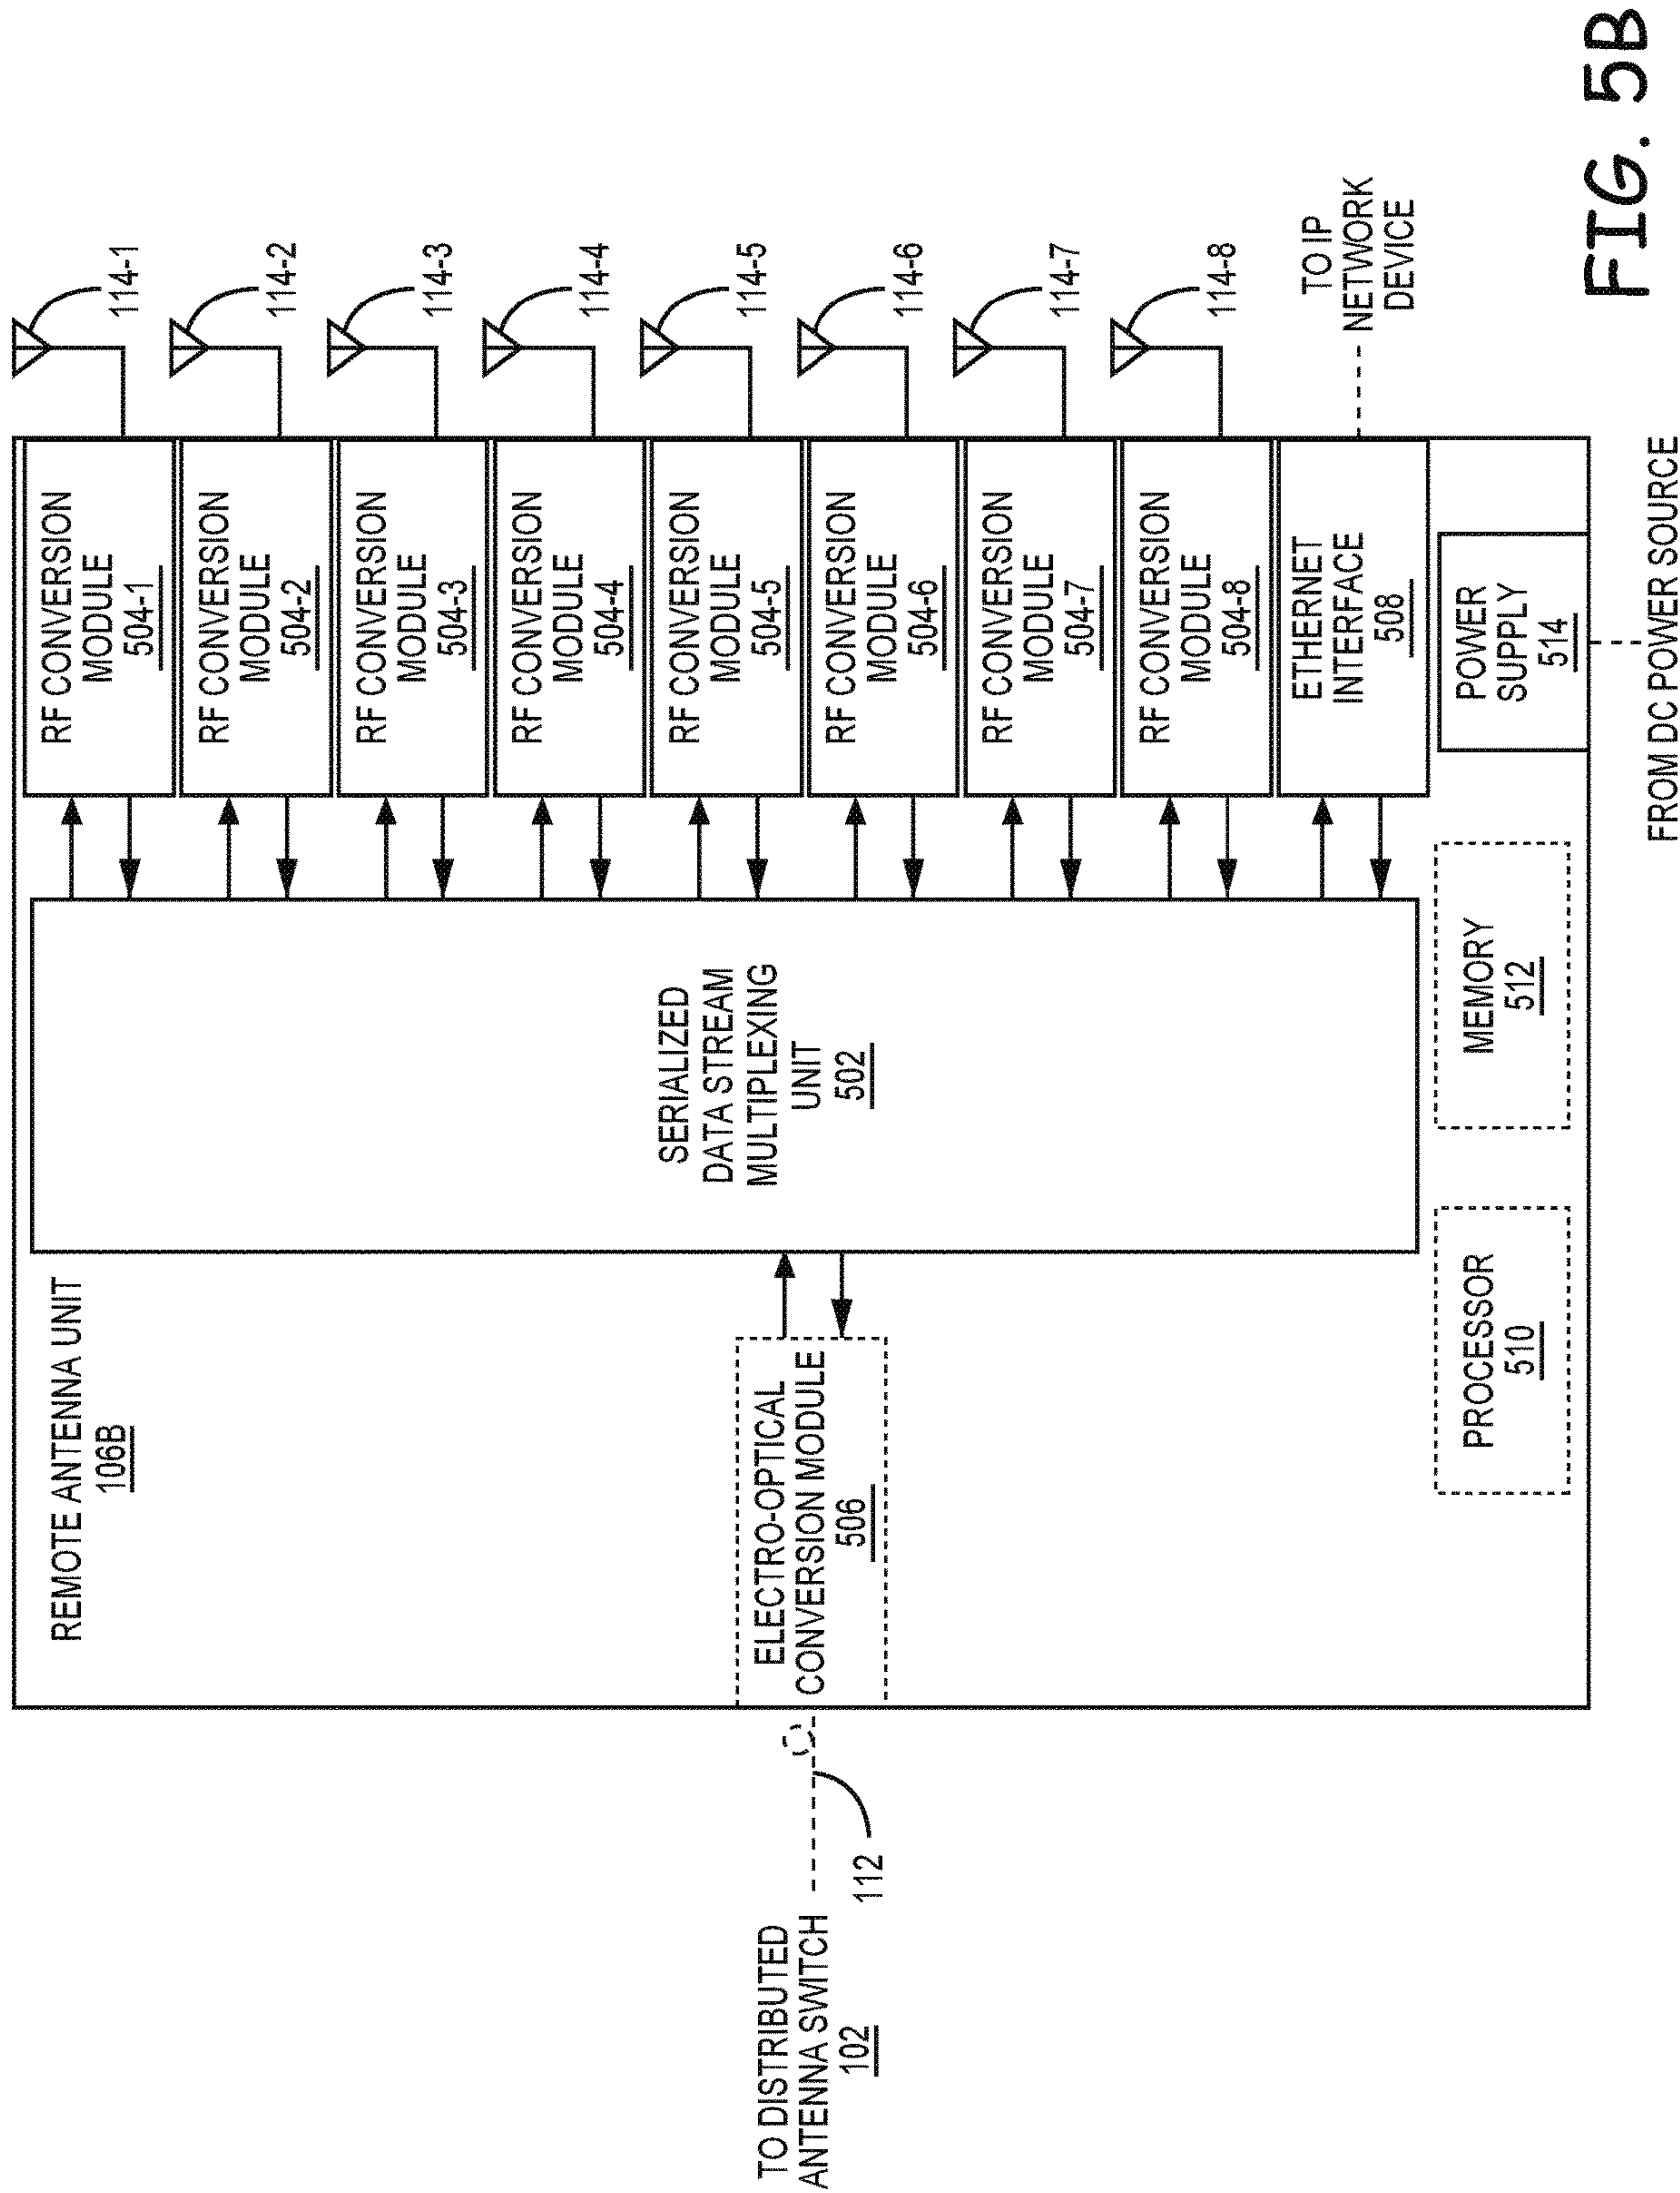 REMOTE ANTENNA UNIT
106B
TO DISTRIBUTED
ANTENNA SWITCH
102
112
ELECTRO-OPTICAL
CONVERSION MODULE
506
SERIALIZED
DATA STREAM
MULTIPLEXING
UNIT
502
RF CONVERSION
MODULE
504-1
114-1
RF CONVERSION
MODULE
504-2
114-2
RF CONVERSION
MODULE
504-3
114-3
RF CONVERSION
MODULE
504-4
114-4
RF CONVERSION
MODULE
504-5
114-5
RF CONVERSION
MODULE
504-6
114-6
RF CONVERSION
MODULE
504-7
114-7
RF CONVERSION
MODULE
504-8
114-8
ETHERNET
INTERFACE
508
TO IP
NETWORK
DEVICE
PROCESSOR
510
MEMORY
512
POWER
SUPPLY
514
FROM DC POWER SOURCE
FIG. 5B